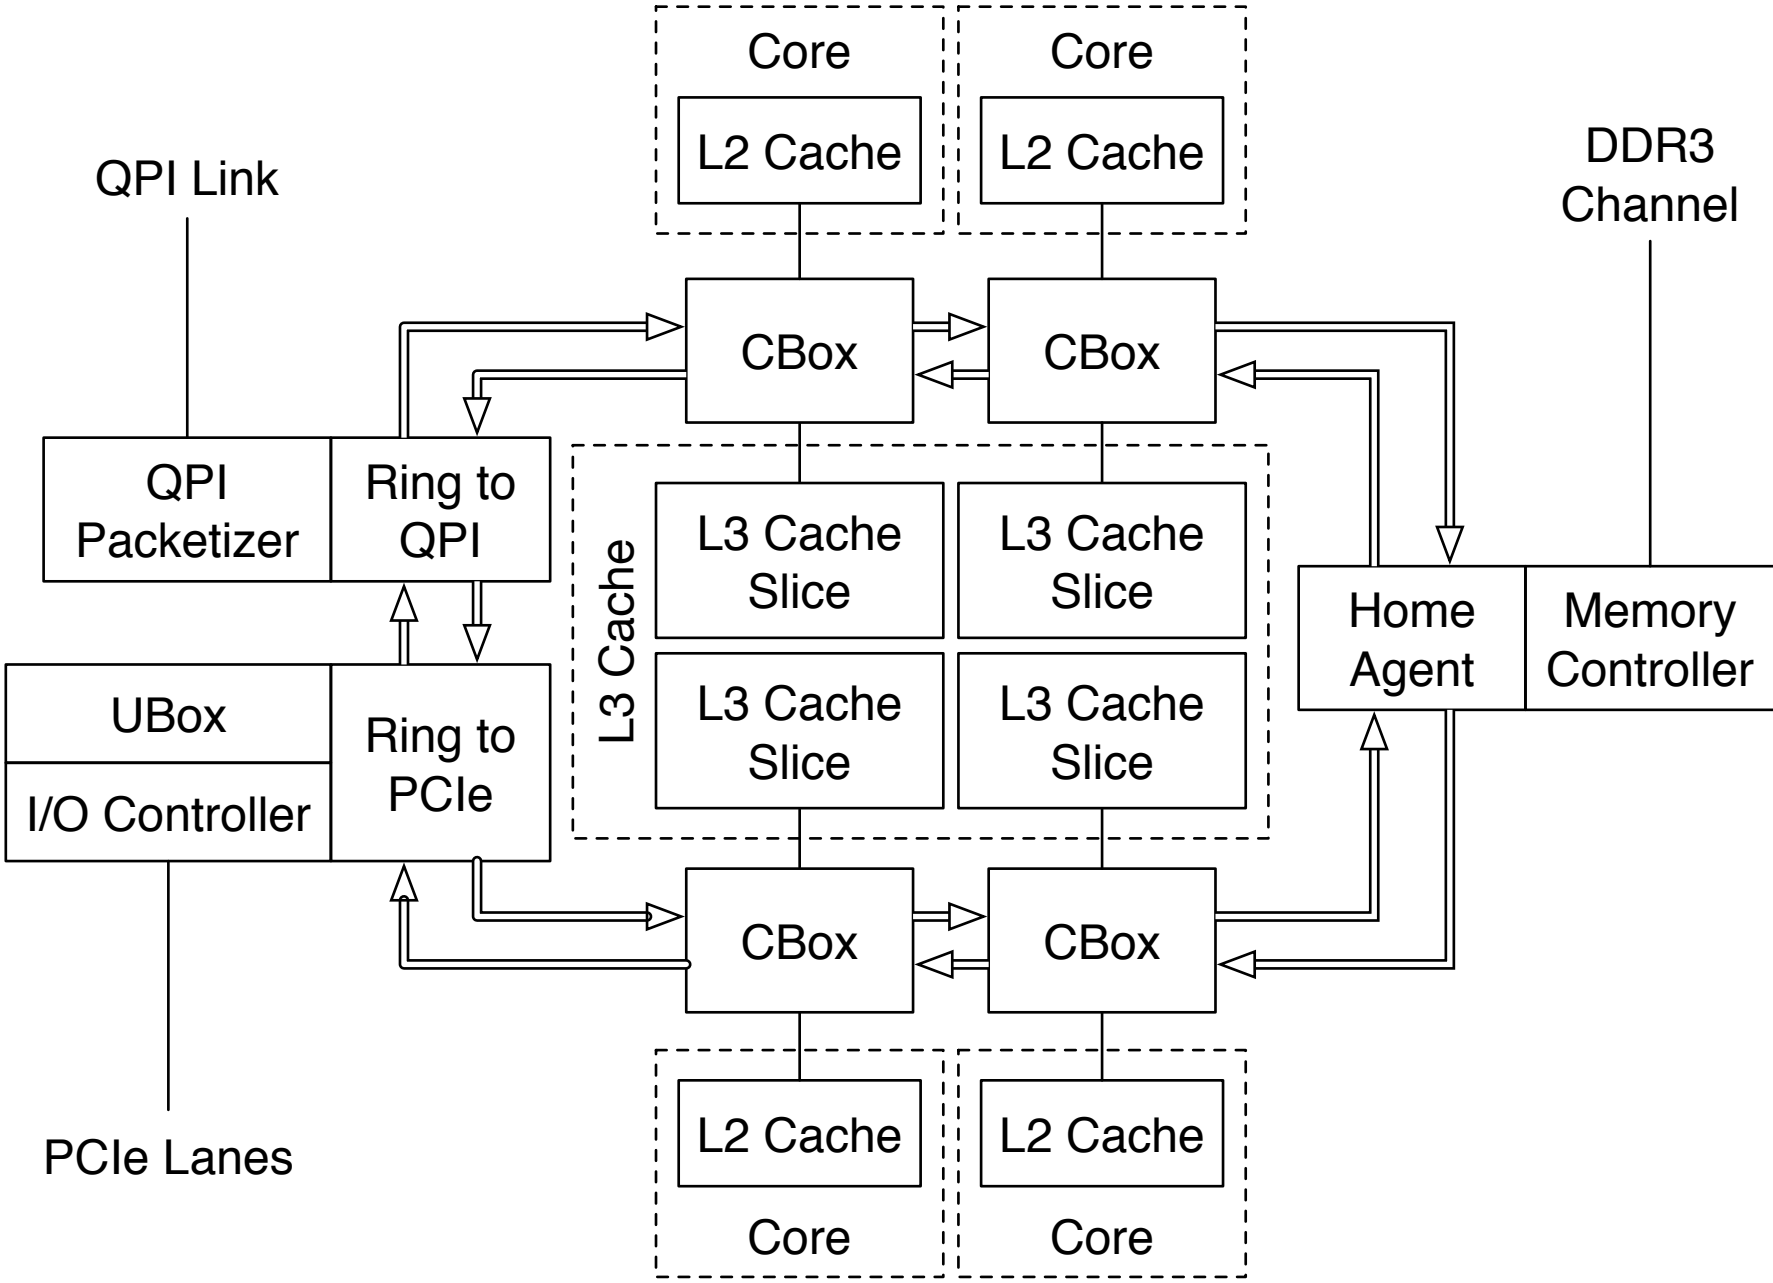 Core
Core
L2 Cache
L2 Cache
QPI Link
DDR3
Channel
CBox
CBox
QPI
Packetizer
Ring to
QPI
L3 Cache
L3 Cache
Slice
L3 Cache
Slice
Home
Agent
Memory
Controller
UBox
I/O Controller
Ring to
PCIe
L3 Cache
Slice
L3 Cache
Slice
CBox
CBox
PCIe Lanes
L2 Cache
L2 Cache
Core
Core